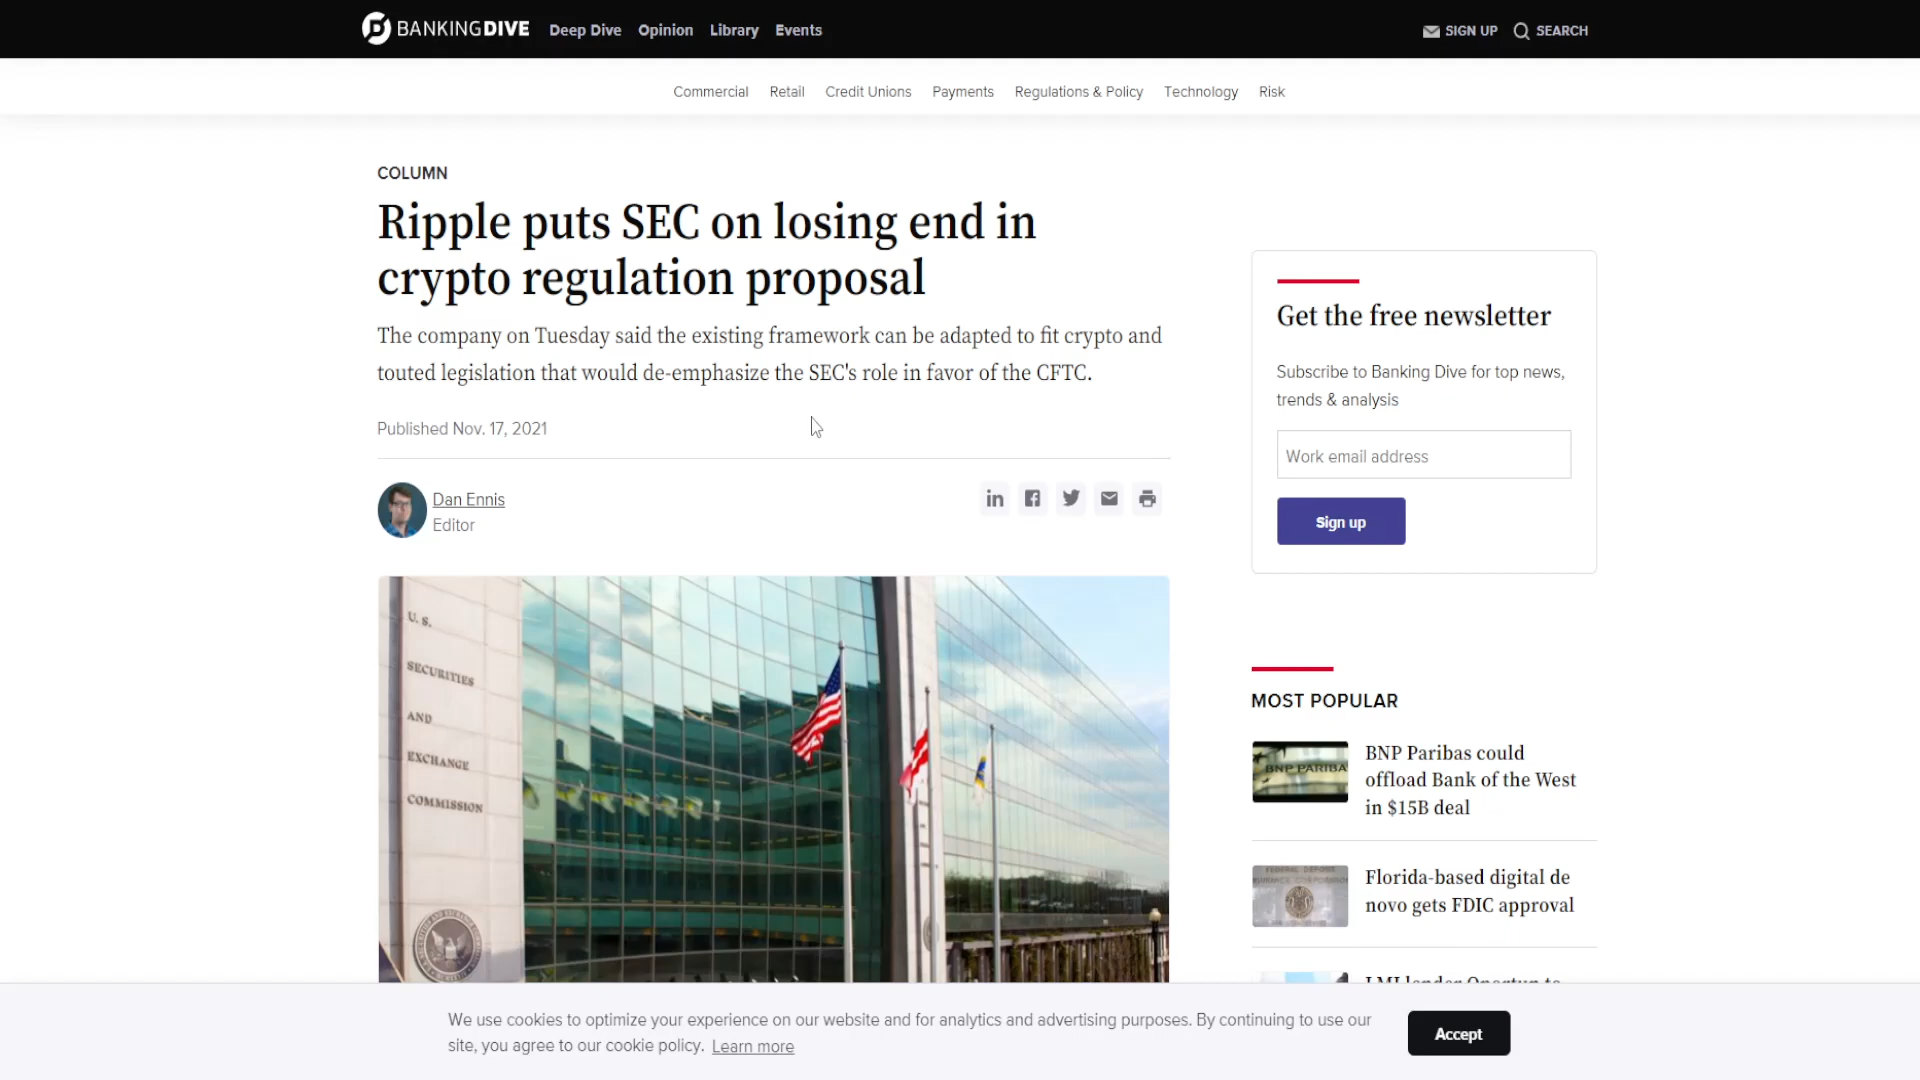 BANKINGDIVE Deep Dive Opinion Library Events SIGN UP SEARCH
Commercial Retail Credit Unions Payments Regulations & Policy Technology Risk
COLUMN
Ripple puts SEC on losing end in
crypto regulation proposal
The company on Tuesday said the existing framework can be adapted to fit crypto and
touted legislation that would de-emphasize the SEC's role in favor of the CFTC.
Published Nov. 17, 2021
Dan Ennis
Editor
U. S.
SECURITIES
AND
EXCHANGE
COMMISSION
Get the free newsletter
Subscribe to Banking Dive for top news,
trends & analysis
Work email address
Sign up
MOST POPULAR
BNP PARIBA
BNP Paribas could
offload Bank of the West
in $15B deal
Florida-based digital de
novo gets FDIC approval
We use cookies to optimize your experience on our website and for analytics and advertising purposes. By continuing to use our
site, you agree to our cookie policy. Learn more
Accept